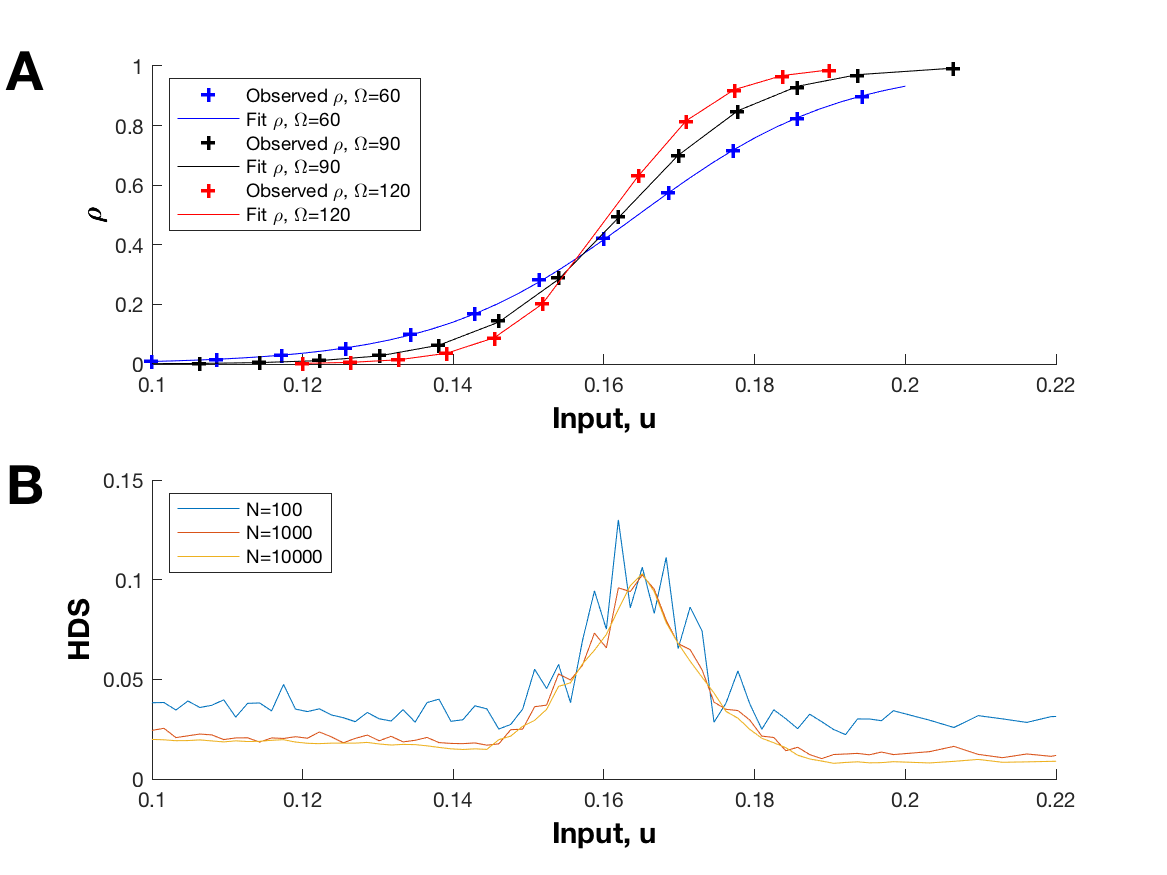 A
1
0.8
0.6
0.4
0.2
0
ρ
Observed ρ, Ω=60
Fit ρ, Ω=60
Observed ρ, Ω=90
Fit ρ, Ω=90
Observed ρ, Ω=120
Fit ρ, Ω=120
0.1 0.12 0.14 0.16 0.18 0.2 0.22
Input, u
B
0.15
0.1
0.05
0
HDS
N=100
N=1000
N=10000
0.1 0.12 0.14 0.16 0.18 0.2 0.22
Input, u